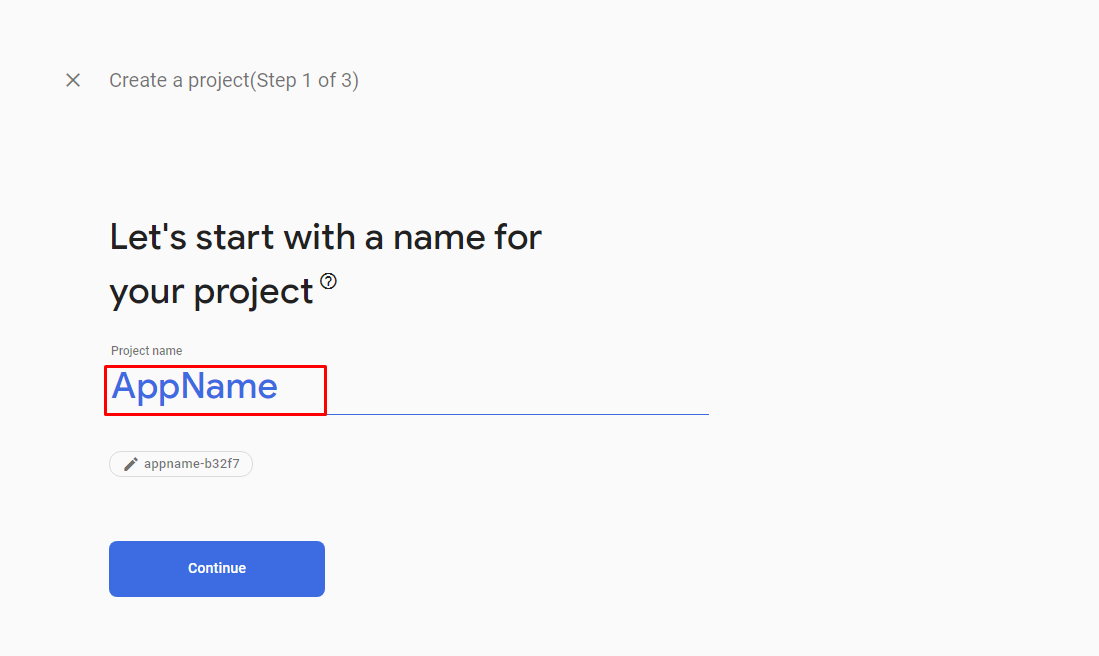 Create a project(Step 1 of 3)
Let's start with a name for
your project
Project name
AppName
appname-b32f7
Continue